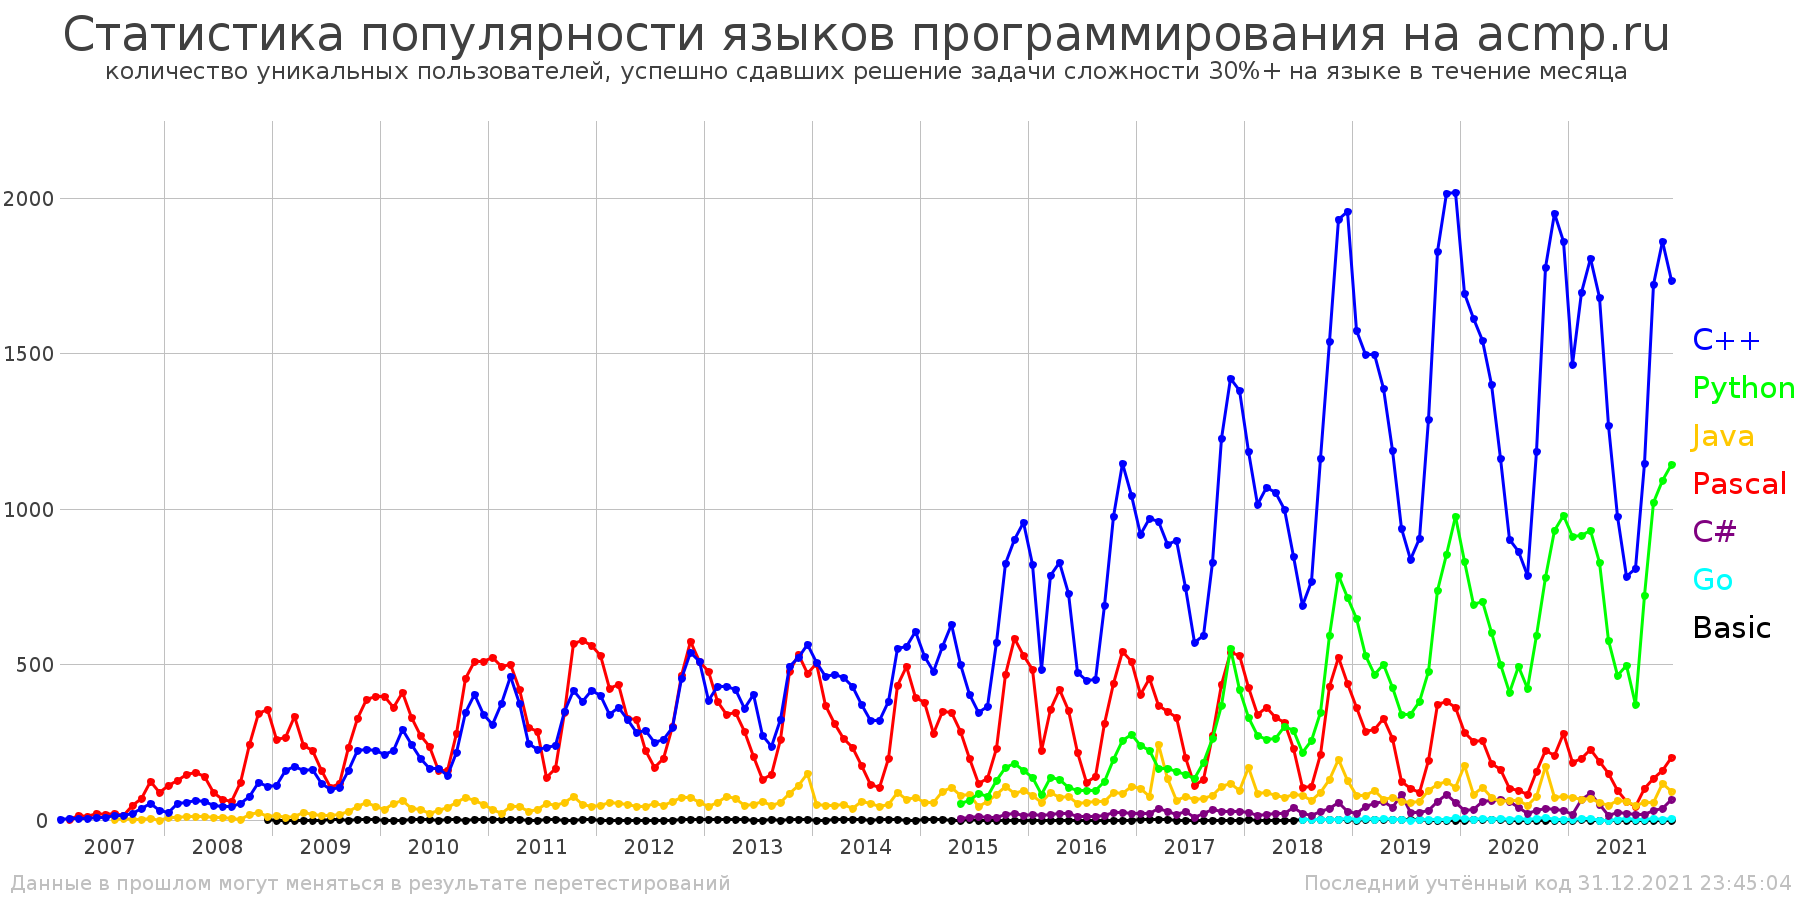 Статистика популярности языков программирования на acmp.ru
количество уникальных пользователей, успешно сдавших решение задачи сложности 30%+ на языке в течение месяца
2000
1500
1000
500
0
C++
Python
Java
Pascal
C#
Go
Basic
2007 2008 2009 2010 2011 2012 2013 2014 2015 2016 2017 2018 2019 2020 2021
Данные в прошлом могут меняться в результате перетестирований
Последний учтённый код 31.12.2021 23:45:04